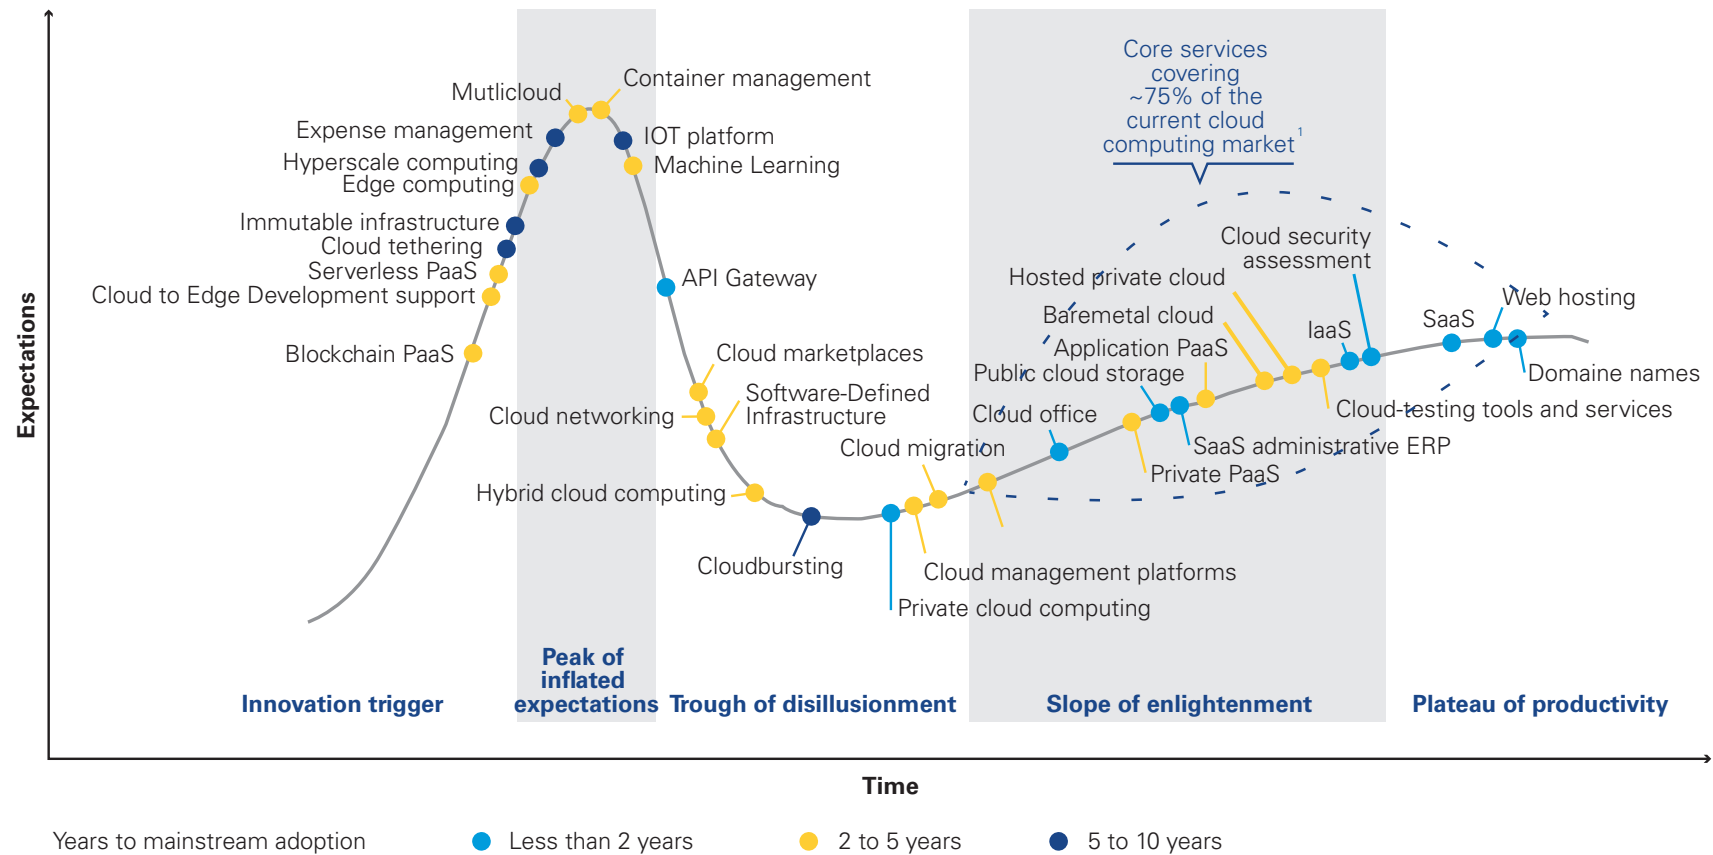 Expectations
Core services
covering
~75% of the
current cloud
computing market¹
Container management
Mutlicloud
Expense management
IOT platform
Hyperscale computing
Machine Learning
Edge computing
Immutable infrastructure
Cloud tethering
Serverless PaaS
Cloud to Edge Development support
Blockchain PaaS
API Gateway
Cloud marketplaces
Software-Defined
Infrastructure
Cloud networking
Hybrid cloud computing
Cloudbursting
Cloud migration
Cloud management platforms
Private cloud computing
Cloud security
assessment
Hosted private cloud
Baremetal cloud
Application PaaS
Public cloud storage
Cloud office
IaaS
SaaS
Web hosting
Domaine names
Cloud-testing tools and services
SaaS administrative ERP
Private PaaS
Innovation trigger
Peak of
inflated
expectations
Trough of disillusionment
Slope of enlightenment
Plateau of productivity
Time
Years to mainstream adoption
Less than 2 years
2 to 5 years
5 to 10 years